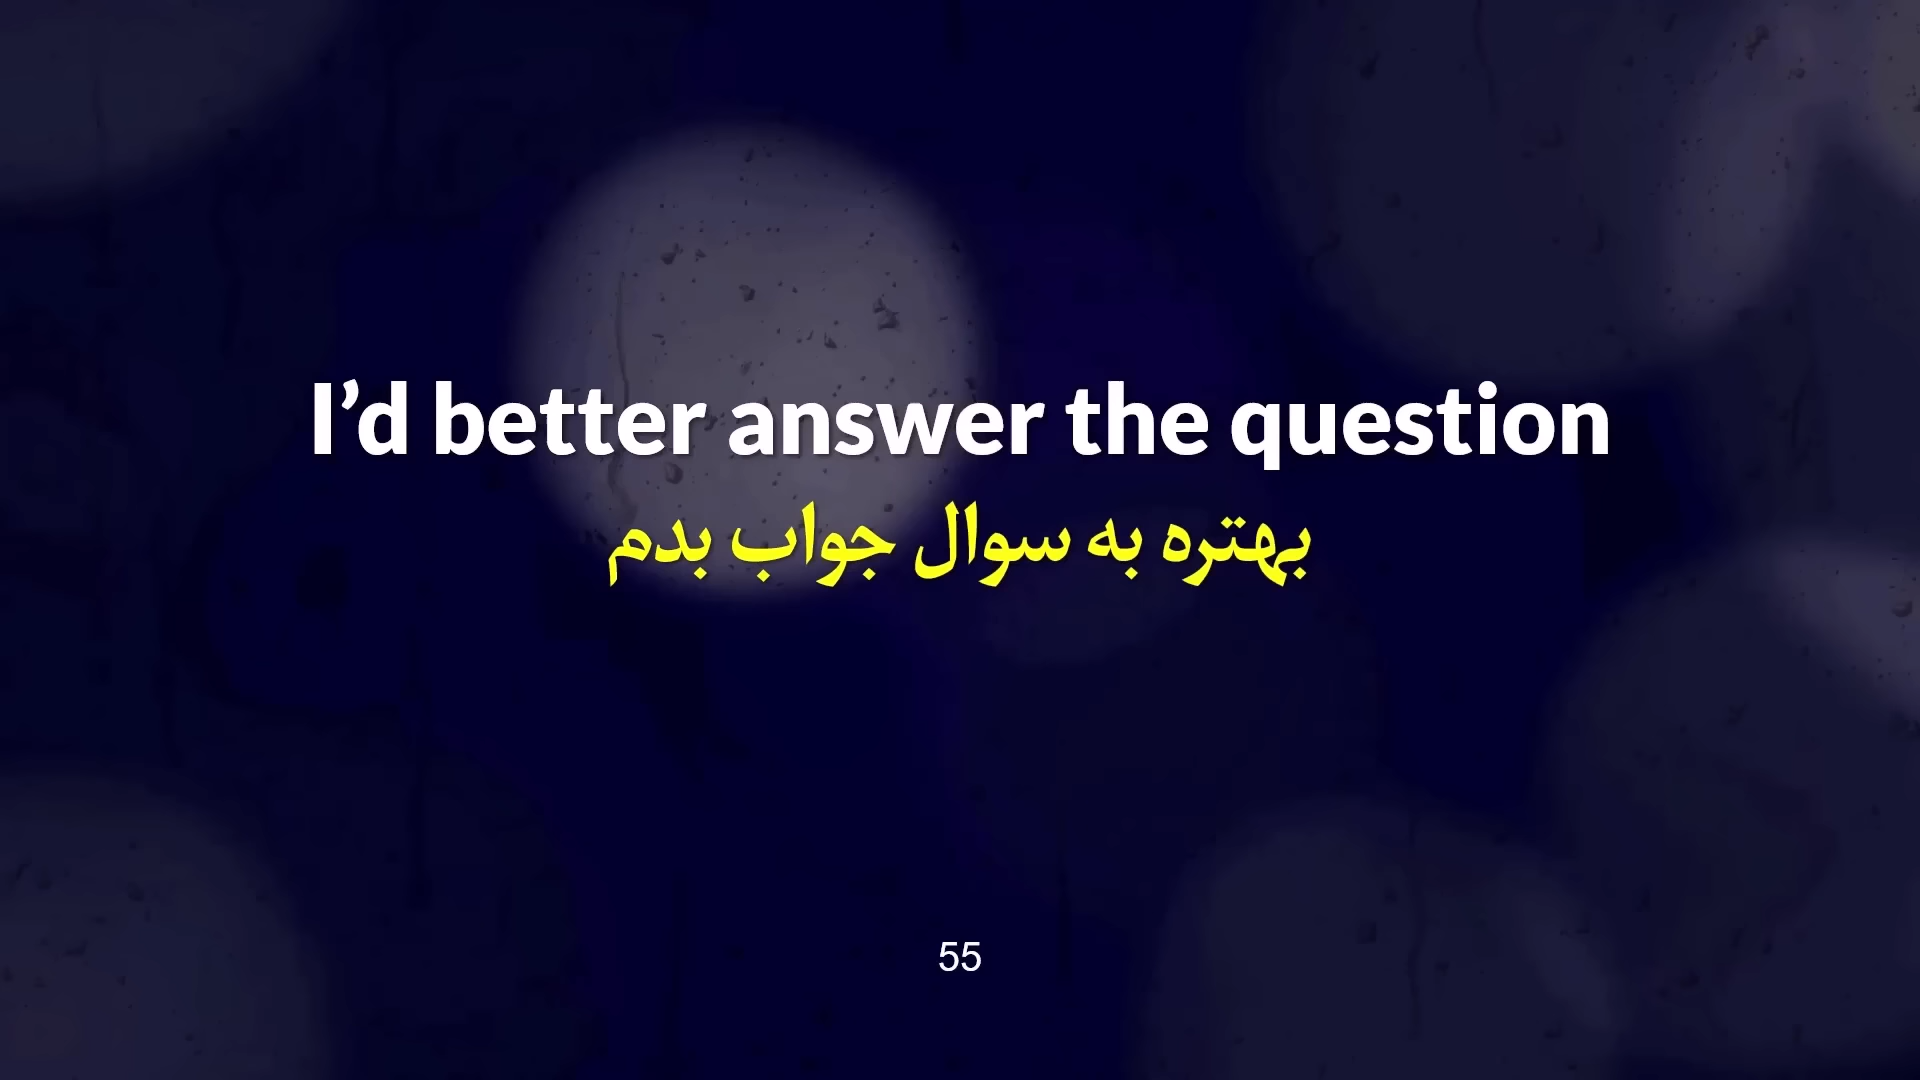 I’d better answer the question
بهتره به سوال جواب بدم
55